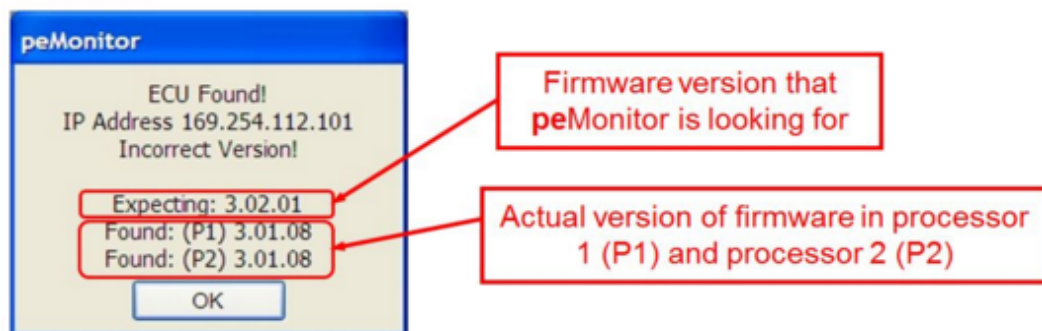 peMonitor
ECU Found!
IP Address 169.254.112.101
Incorrect Version!
Expecting: 3.02.01
Found: (P1) 3.01.08
Found: (P2) 3.01.08
OK
Firmware version that
peMonitor is looking for
Actual version of firmware in processor
1 (P1) and processor 2 (P2)